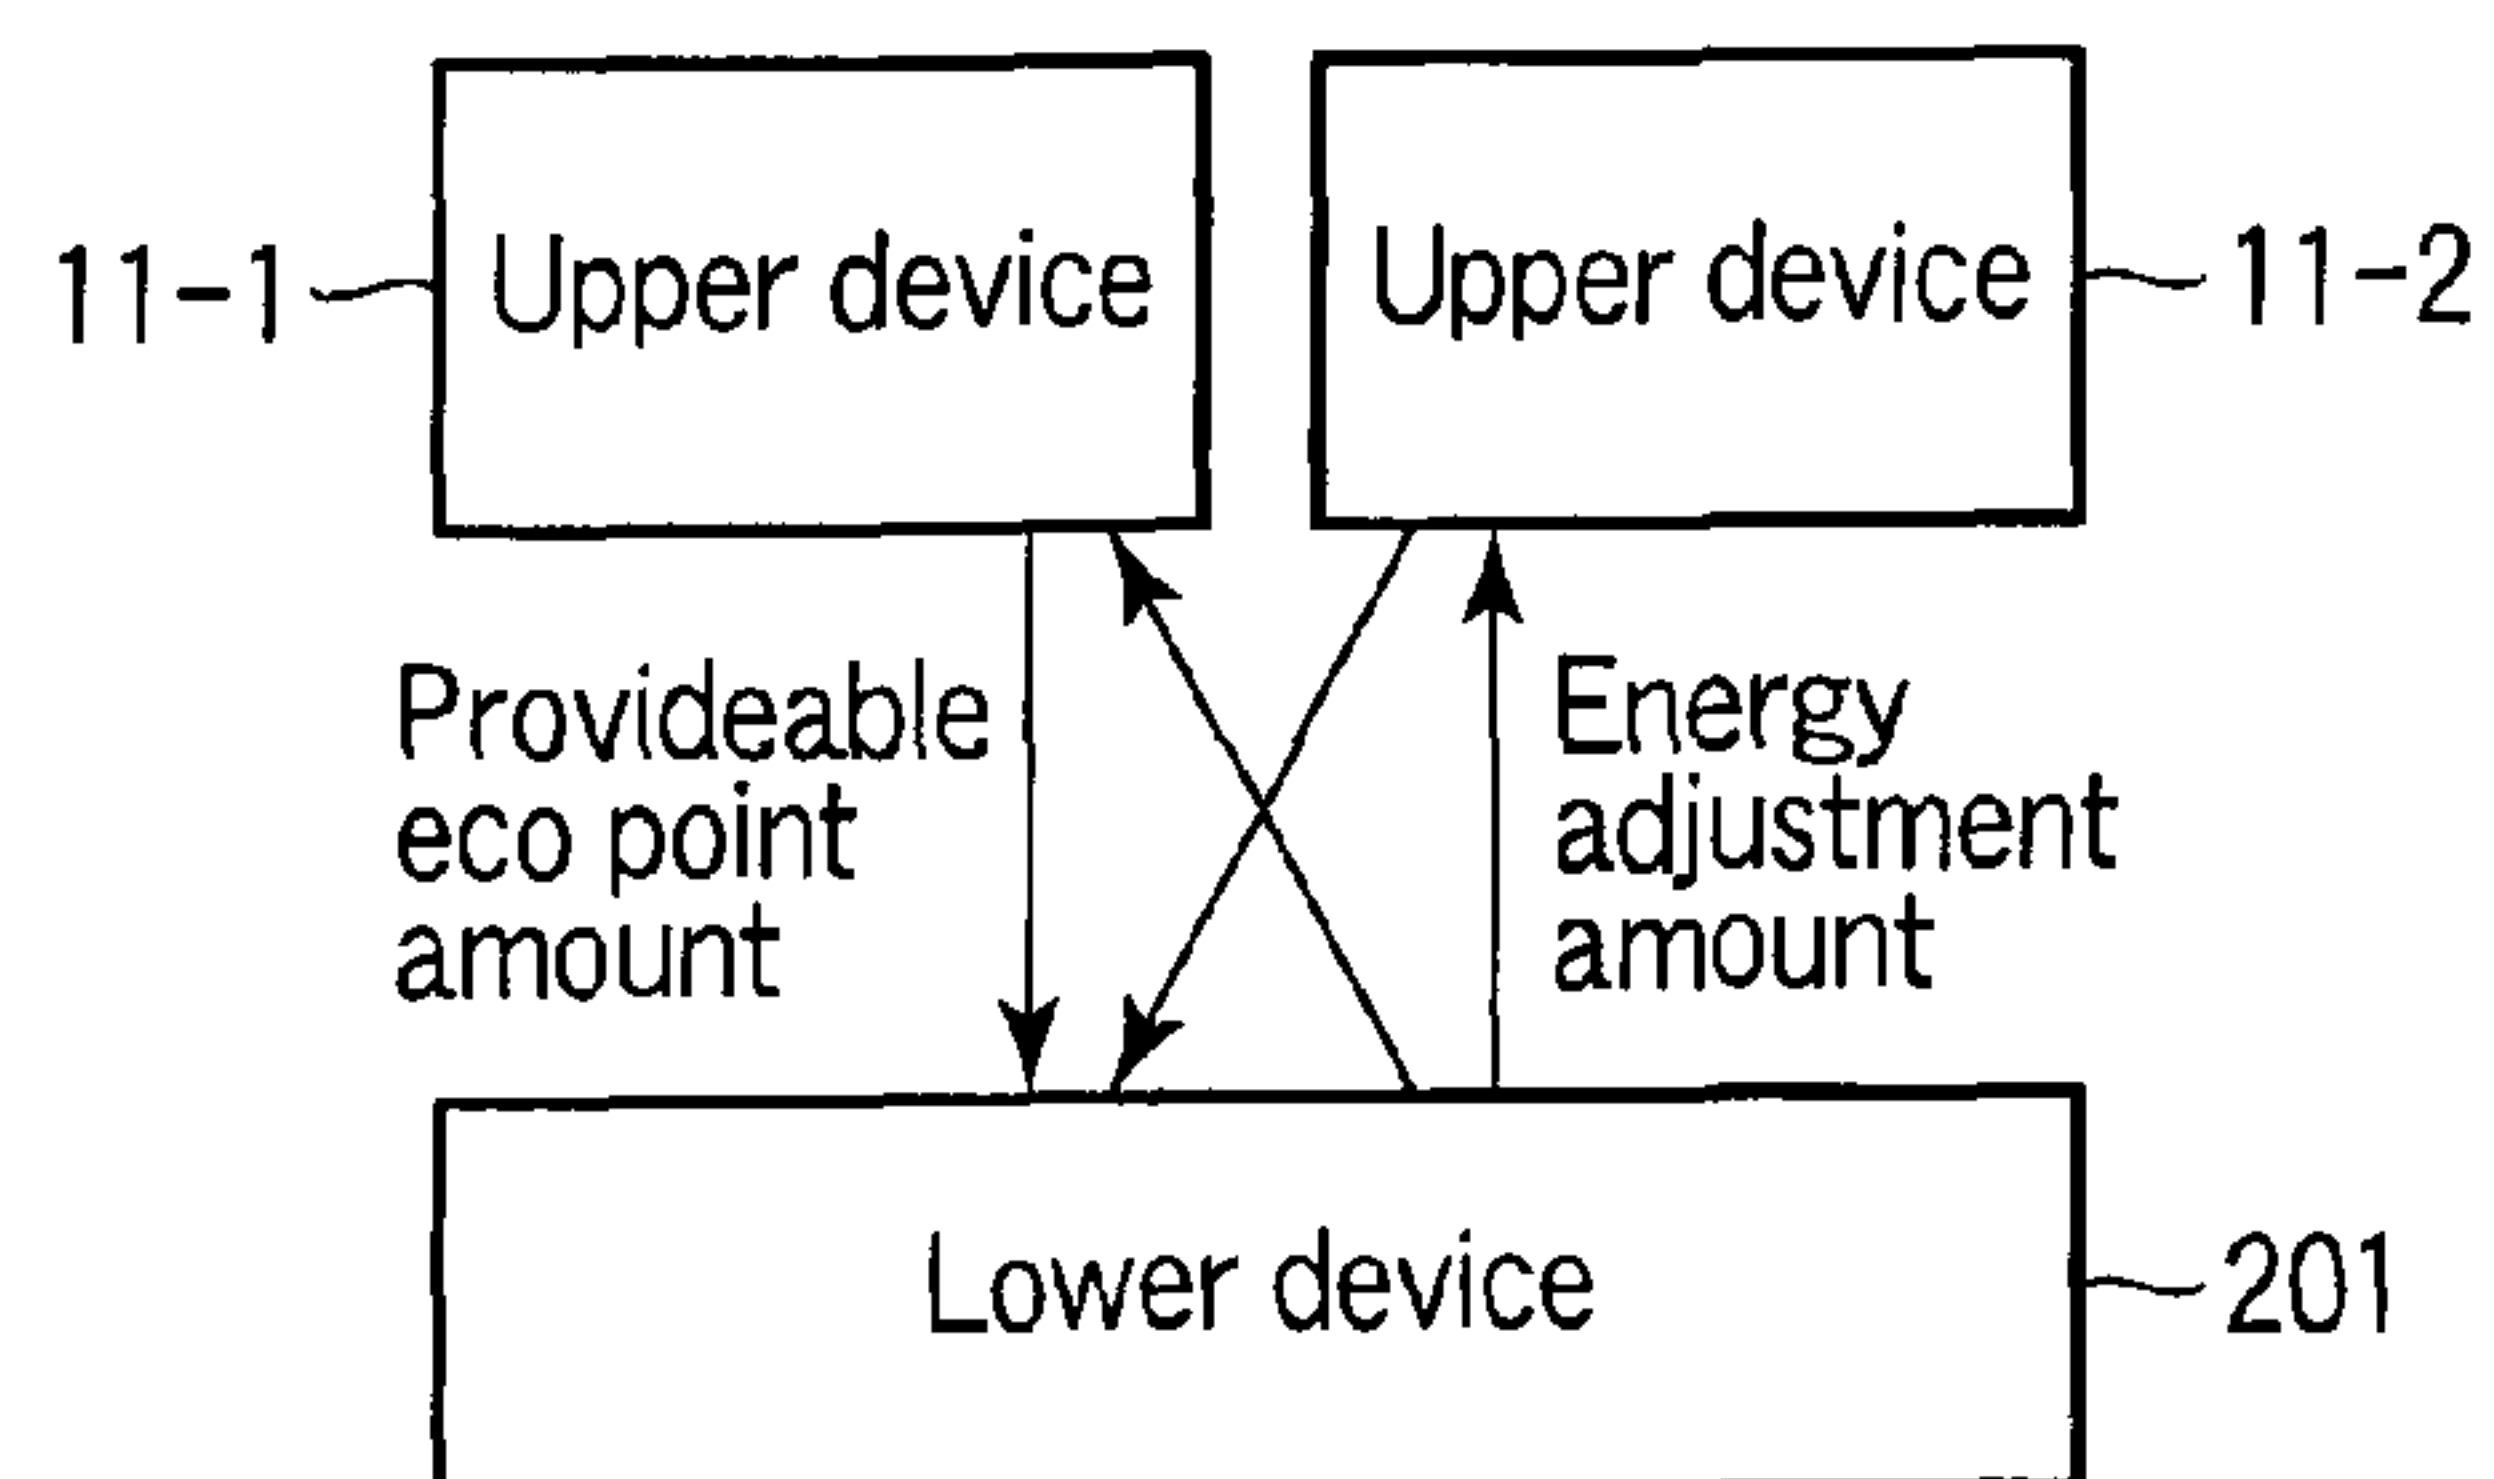 11-1
Upper device
Upper device
11-2
Provideable
eco point
amount
Energy
adjustment
amount
Lower device
201